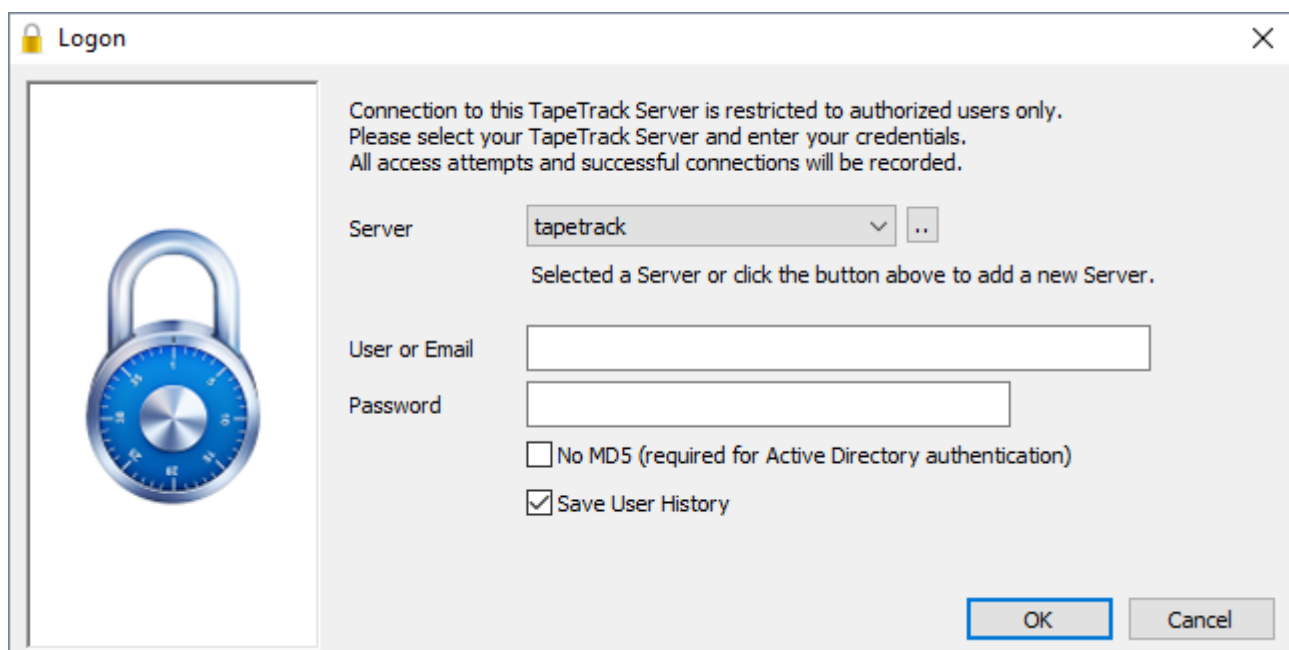 Logon
Connection to this TapeTrack Server is restricted to authorized users only.
Please select your TapeTrack Server and enter your credentials.
All access attempts and successful connections will be recorded.
Server
tapetrack
..
Selected a Server or click the button above to add a new Server.
User or Email
Password
No MD5 (required for Active Directory authentication)
Save User History
OK
Cancel